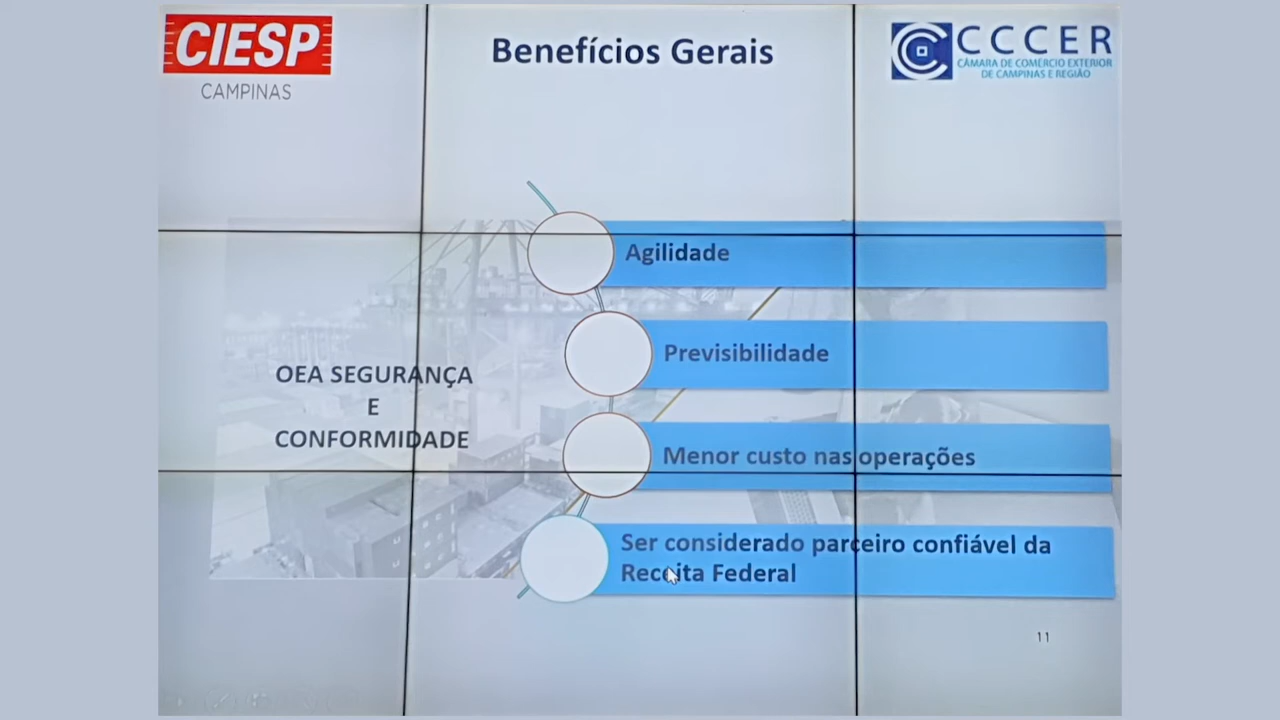 CIESP
CAMPINAS
Benefícios Gerais
CCCER
CÂMARA DE COMÉRCIO EXTERIOR
DE CAMPINAS E REGIÃO
OEA SEGURANÇA
E
CONFORMIDADE
Agilidade
Previsibilidade
Menor custo nas operações
Ser considerado parceiro confiável da
Receita Federal
11